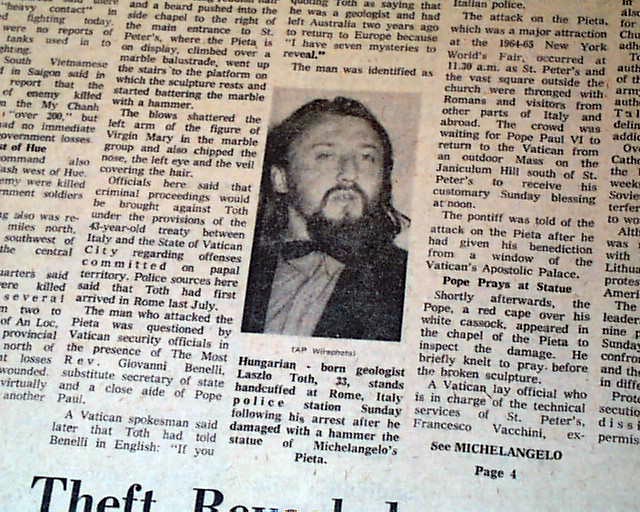 "heavy contact" in
fighting today.
were no reports of
tanks used in to
ghting.
South Vietnamese
d in Saigon said in
report that the
of enemy killed
n the My Chanh
"over 200," but
ad no immediate
overnment losses
st of Hue
ommand also
ash west of Hue.
emy were killed
rnment soldiers
ng also was re-
miles north,
southwest of
the central
uarters said
were killed
several
m two to
of An Loc,
provincial
north of
nt losses
wounded.
virtually
another
and a beard pushed into the
side chapel to the right of
the main entrance to St.
Peter's, where the Pieta is
on display, climbed over a
marble balustrade, went up
the stairs to the platform on
which the sculpture rests and
started battering the marble
with a hammer.
The blows shattered the
left arm of the figure of
Virgin Mary in the marble
group and also chipped the
nose, the left eye and the veil
covering the hair.
Officials here said that
criminal proceedings would
be brought against Toth
under the provisions of the
43-year-old treaty between
Italy and the State of Vatican
City regarding offenses
committed on papal
territory. Police sources here
said that Toth had first
arrived in Rome last July.
The man who attacked the
Pieta was questioned by
Vatican security officials in
the presence of The Most
Rev. Giovanni Benelli,
substitute secretary of state
and a close aide of Pope
Paul.
A Vatican spokesman said
later that Toth had told
Benelli in English: "If you
quoting Toth as saying that
he was a geologist and had
left Australia two years ago
to return to Europe because
"I have seven mysteries to
reveal."
The man was identified as
(AP Wirephoto)
Hungarian - born geologist
Laszlo Toth, 33, stands
handcuffed at Rome, Italy
police station Sunday
following his arrest after he
damaged with a hammer the
statue of Michelangelo's
Pieta.
Italian police.
The attack on the Pieta,
which was a major attraction
at the 1964-65 New York
World's Fair, occurred at
11:30 a.m. as St. Peter's and
the vast square outside the
church were thronged with
Romans and visitors from
other parts of Italy and
abroad. The crowd was
waiting for Pope Paul VI to
return to the Vatican from
an outdoor Mass on the
Janiculum Hill south of St.
Peter's to receive his
customary Sunday blessing
at noon.
The pontiff was told of the
attack on the Pieta after he
had given his benediction
from a window of the
Vatican's Apostolic Palace.
Pope Prays at Statue
Shortly afterwards, the
Pope, a red cape over his
white cassock, appeared in
the chapel of the Pieta to
inspect the damage. He
briefly knelt to pray before
the broken sculpture.
A Vatican lay official who
is in charge of the technical
services of St. Peter's,
Francesco Vacchini, ex-
See MICHELANGELO
Page 4
Theft